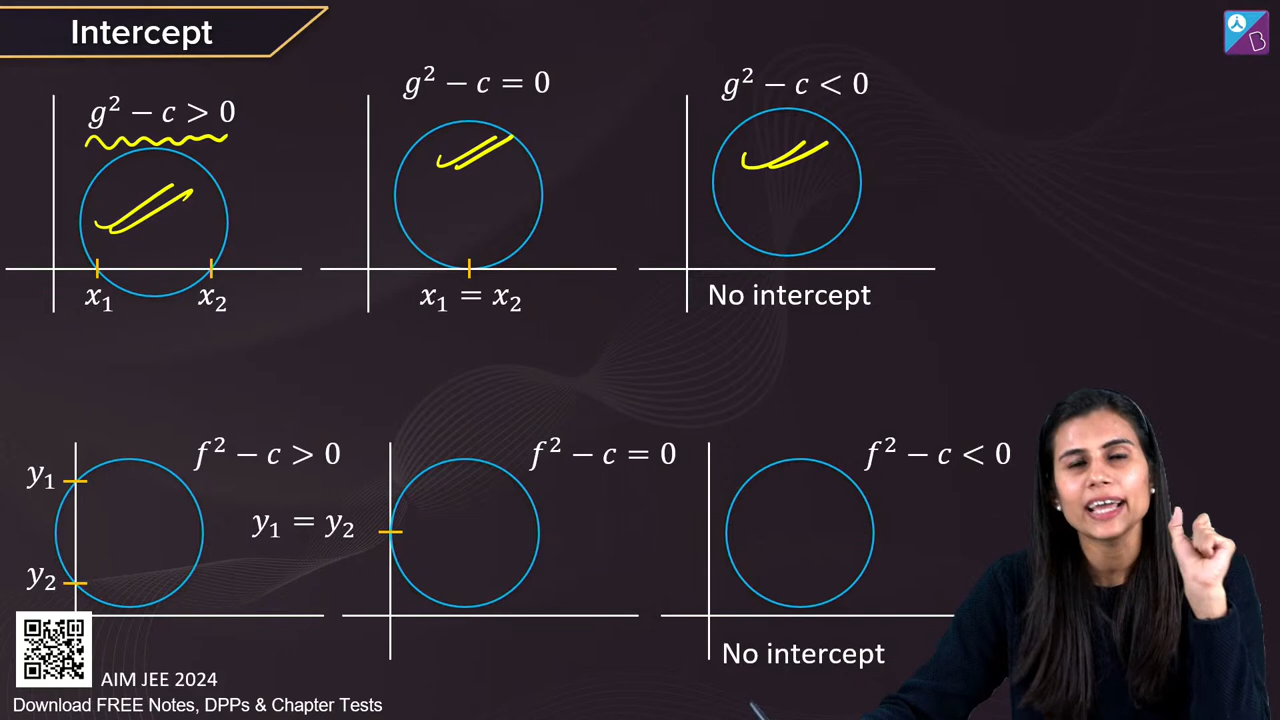 Intercept
g² − c > 0
g² − c = 0
g² − c < 0
x₁
x₂
x₁ = x₂
No intercept
f² − c > 0
f² − c = 0
f² − c < 0
y₁
y₁ = y₂
y₂
No intercept
AIM JEE 2024
Download FREE Notes, DPPs & Chapter Tests
B